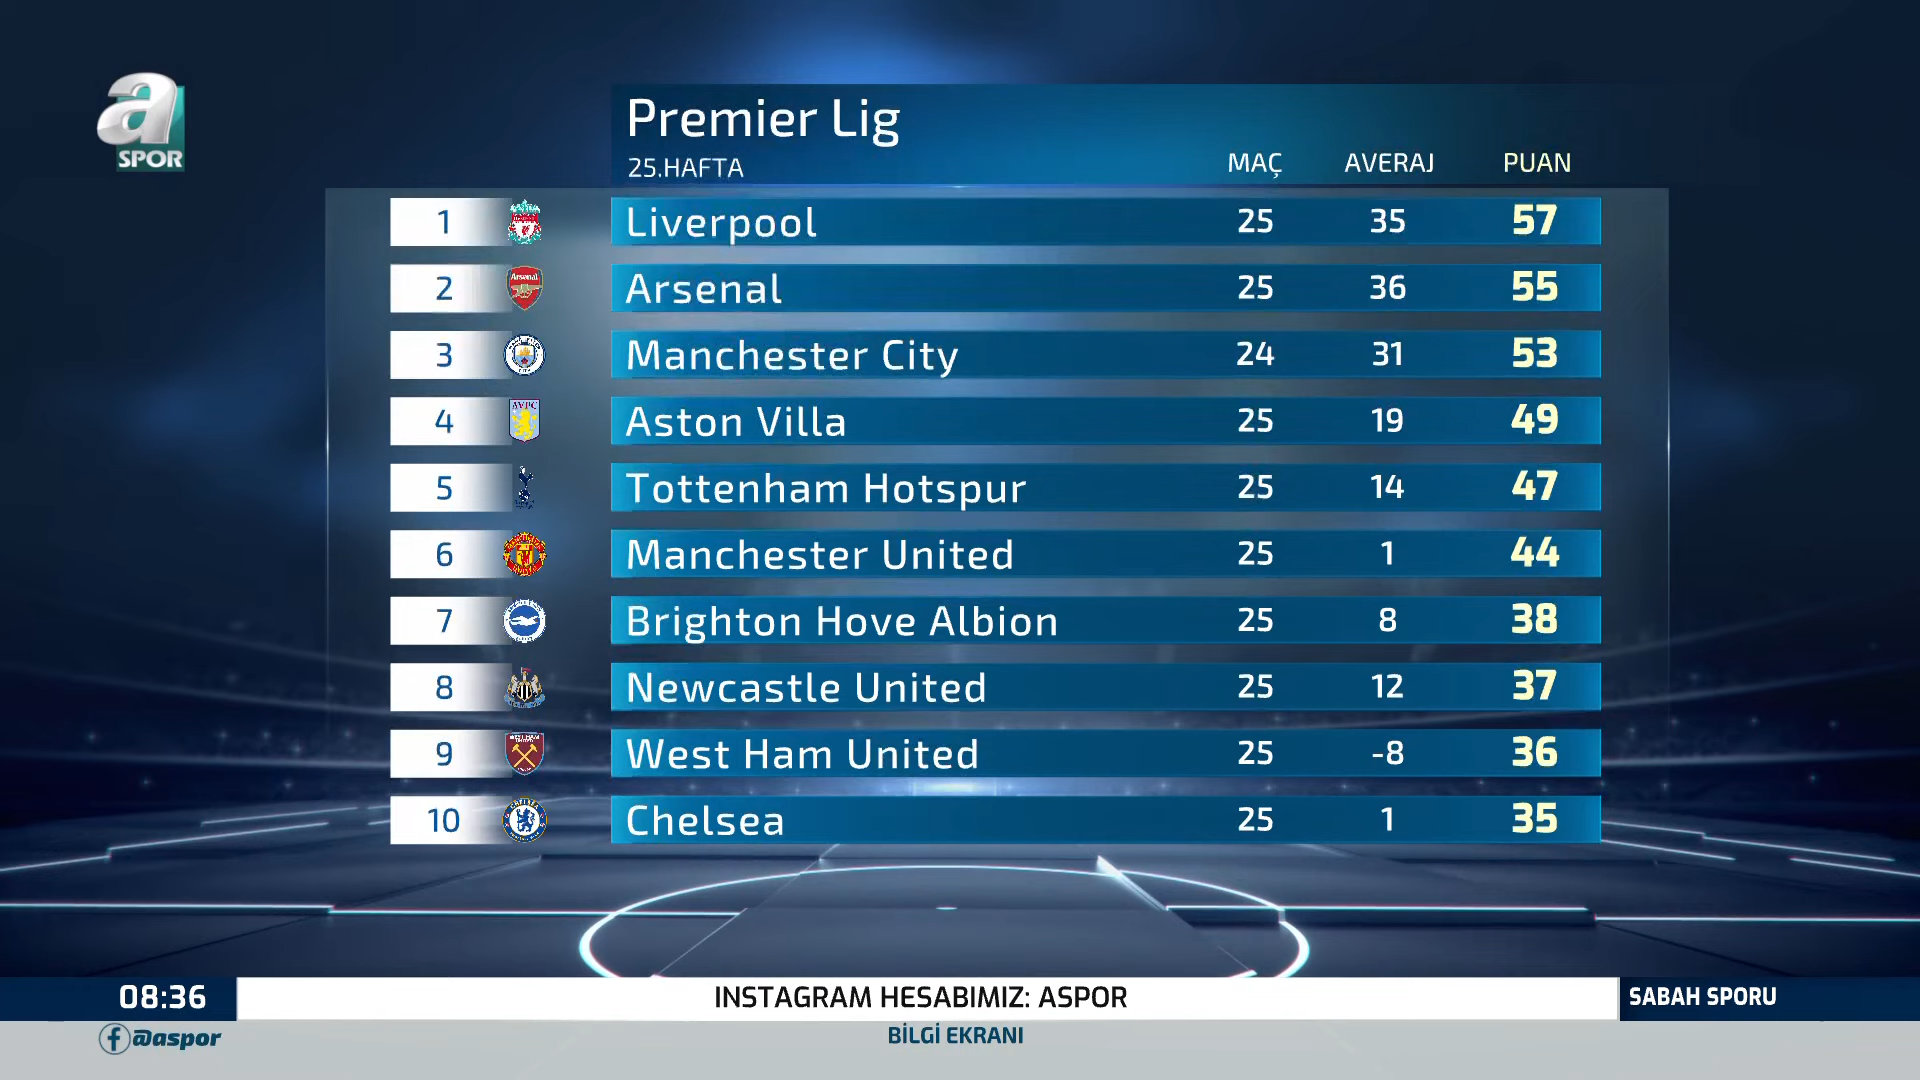 a
SPOR
Premier Lig
25.HAFTA MAÇ AVERAJ PUAN
1 Liverpool 25 35 57
2 Arsenal 25 36 55
3 Manchester City 24 31 53
4 Aston Villa 25 19 49
5 Tottenham Hotspur 25 14 47
6 Manchester United 25 1 44
7 Brighton Hove Albion 25 8 38
8 Newcastle United 25 12 37
9 West Ham United 25 -8 36
10 Chelsea 25 1 35
08:36 INSTAGRAM HESABIMIZ: ASPOR SABAH SPORU
@aspor BİLGİ EKRANI